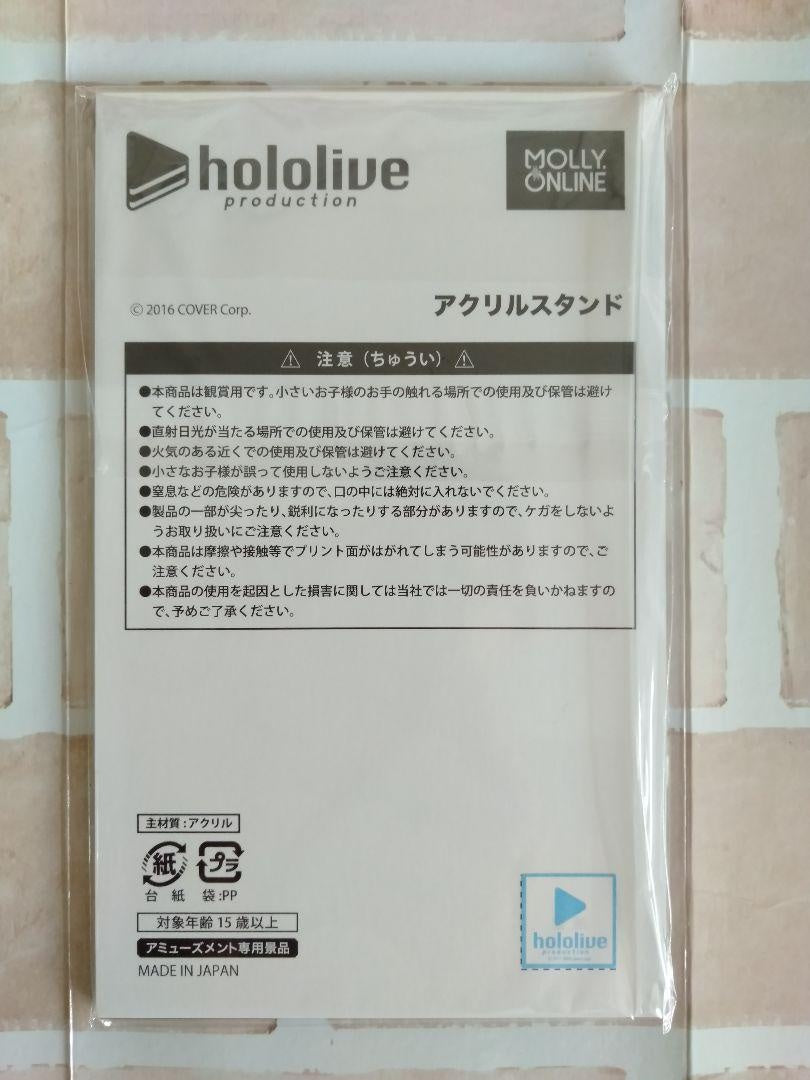 hololive
production
MOLLY.
ONLINE
© 2016 COVER Corp.
アクリルスタンド
注意（ちゅうい）
●本商品は観賞用です。小さいお子様のお手の触れる場所での使用及び保管は避け
てください。
●直射日光が当たる場所での使用及び保管は避けてください。
●火気のある近くでの使用及び保管は避けてください。
●小さなお子様が誤って使用しないようご注意ください。
●窒息などの危険がありますので、口の中には絶対に入れないでください。
●製品の一部が尖ったり、鋭利になったりする部分がありますので、ケガをしないよ
うお取り扱いにご注意ください。
●本商品は摩擦や接触等でプリント面がはがれてしまう可能性がありますので、ご
注意ください。
●本商品の使用を起因とした損害に関しては当社では一切の責任を負いかねますの
で、予めご了承ください。
主材質：アクリル
紙 プラ
台紙 袋:PP
対象年齢 15 歳以上
アミューズメント専用景品
MADE IN JAPAN
hololive
production